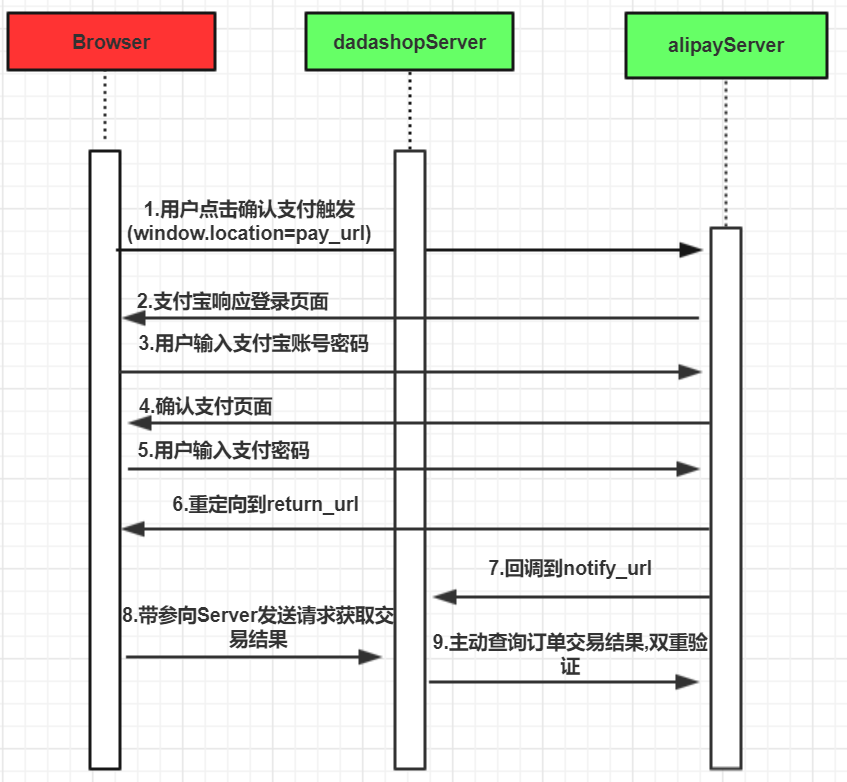 Browser
dadashopServer
alipayServer
1.用户点击确认支付触发
(window.location=pay_url)
2.支付宝响应登录页面
3.用户输入支付宝账号密码
4.确认支付页面
5.用户输入支付密码
6.重定向到return_url
7.回调到notify_url
8.带参向Server发送请求获取交
易结果
9.主动查询订单交易结果,双重验
证